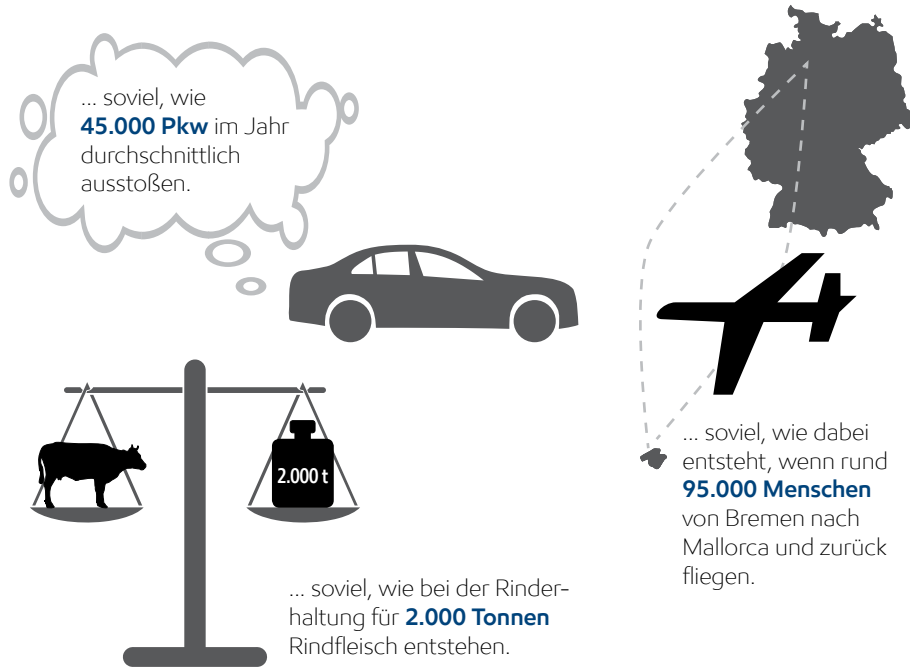 ... soviel, wie
45.000 Pkw im Jahr
durchschnittlich
ausstoßen.
2.000 t
... soviel, wie dabei
entsteht, wenn rund
95.000 Menschen
von Bremen nach
Mallorca und zurück
fliegen.
... soviel, wie bei der Rinder-
haltung für 2.000 Tonnen
Rindfleisch entstehen.